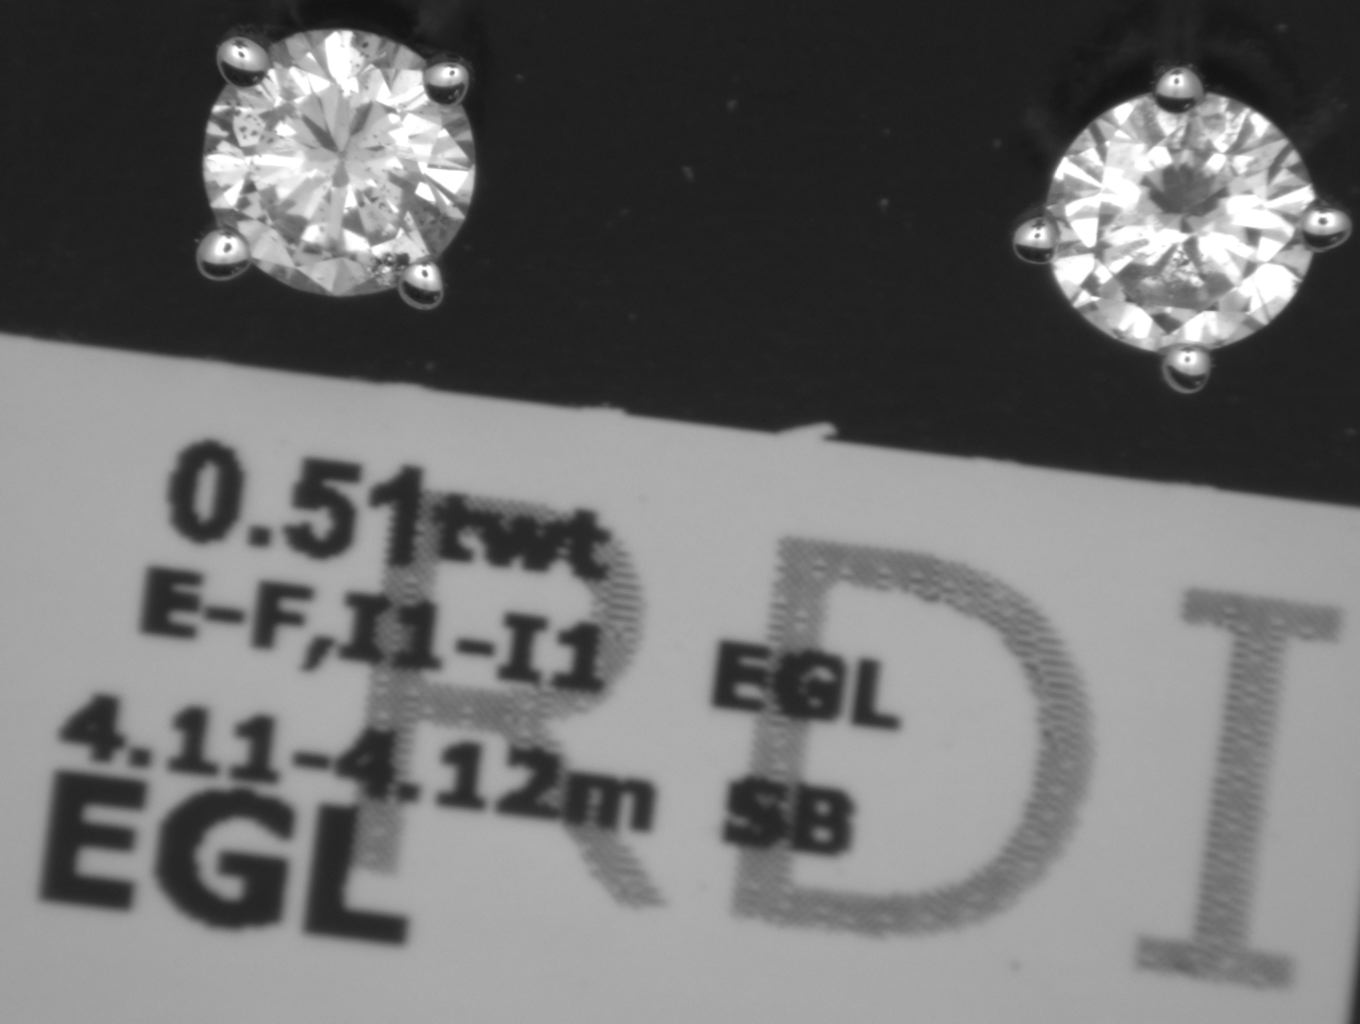 0.51twt
E-F,I1-I1 EGL
4.11-4.12m SB
EGL
RDI